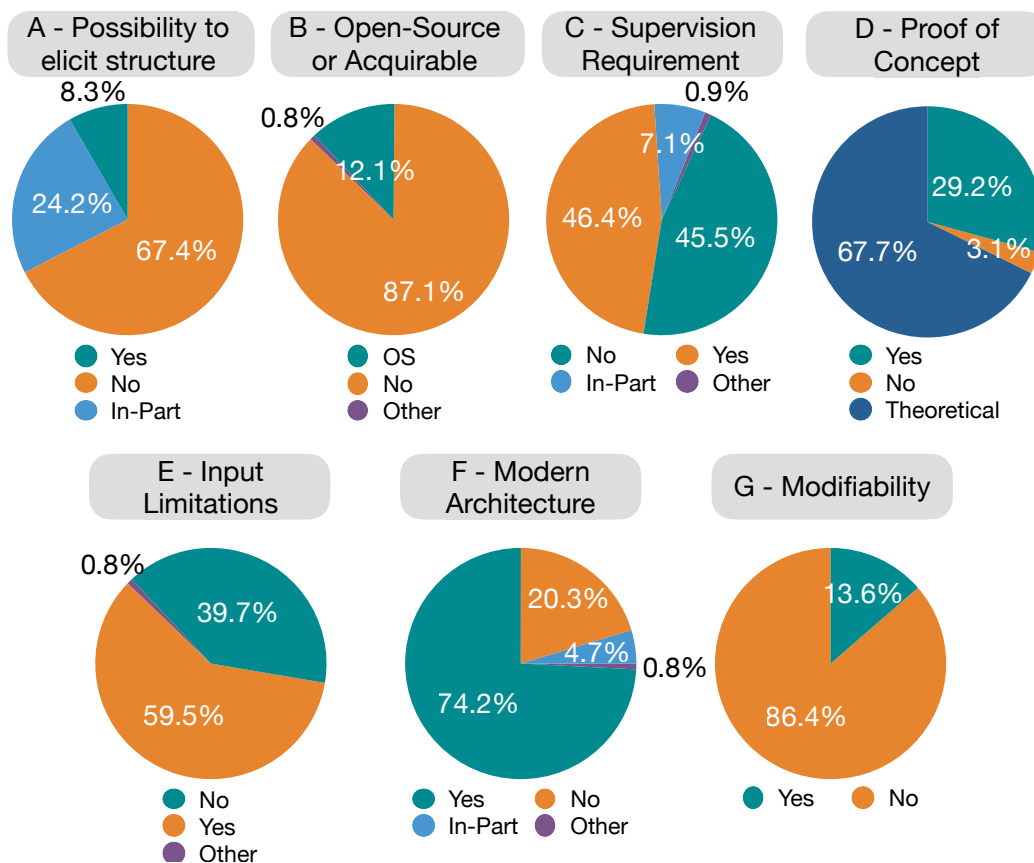 A - Possibility to
elicit structure
8.3%
24.2%
67.4%
Yes
No
In-Part
B - Open-Source
or Acquirable
0.8%
12.1%
87.1%
OS
No
Other
C - Supervision
Requirement
0.9%
7.1%
46.4%
45.5%
No
Yes
In-Part
Other
D - Proof of
Concept
29.2%
3.1%
67.7%
Yes
No
Theoretical
E - Input
Limitations
0.8%
39.7%
59.5%
No
Yes
Other
F - Modern
Architecture
20.3%
4.7%
0.8%
74.2%
Yes
No
In-Part
Other
G - Modifiability
13.6%
86.4%
Yes
No